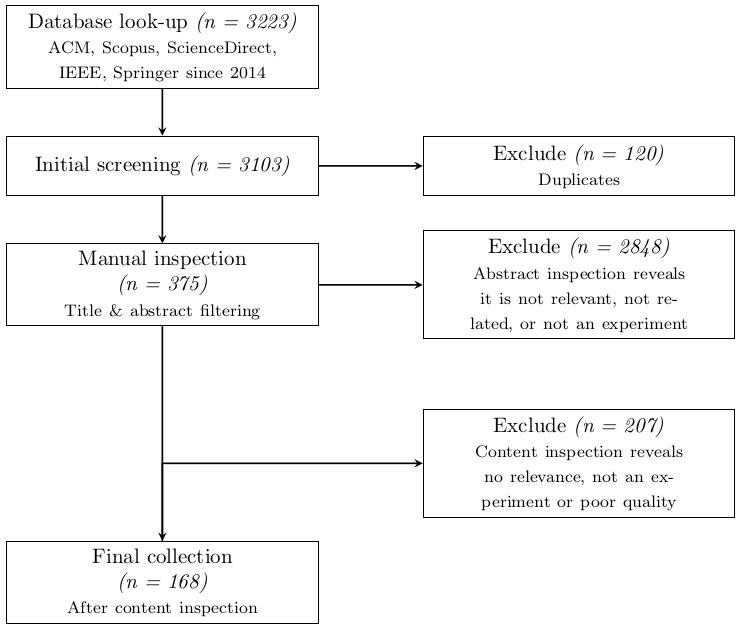 Database look-up (n = 3223)
ACM, Scopus, ScienceDirect,
IEEE, Springer since 2014
Initial screening (n = 3103)
Exclude (n = 120)
Duplicates
Manual inspection
(n = 375)
Title & abstract filtering
Exclude (n = 2848)
Abstract inspection reveals
it is not relevant, not re-
lated, or not an experiment
Exclude (n = 207)
Content inspection reveals
no relevance, not an ex-
periment or poor quality
Final collection
(n = 168)
After content inspection